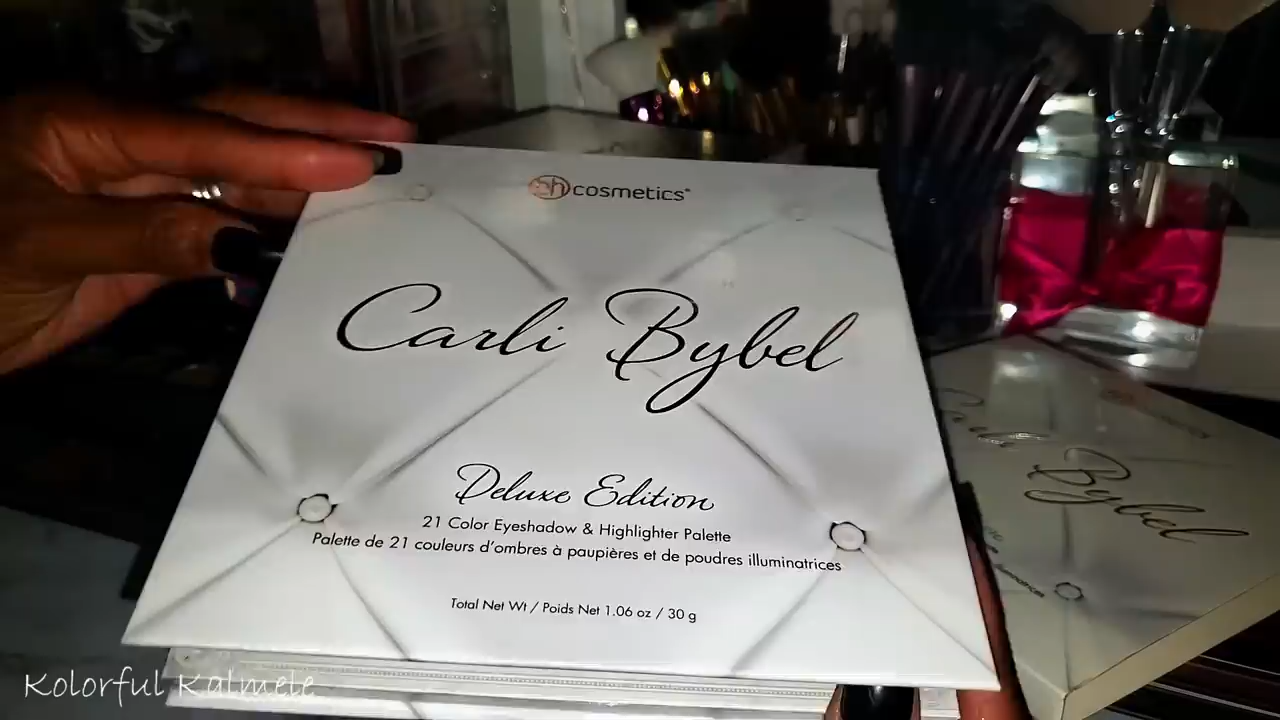 bh cosmetics®
Carli Bybel
Deluxe Edition
21 Color Eyeshadow & Highlighter Palette
Palette de 21 couleurs d'ombres à paupières et de poudres illuminatrices
Total Net Wt / Poids Net 1.06 oz / 30 g
Carli Bybel
Kolorful Kalmele